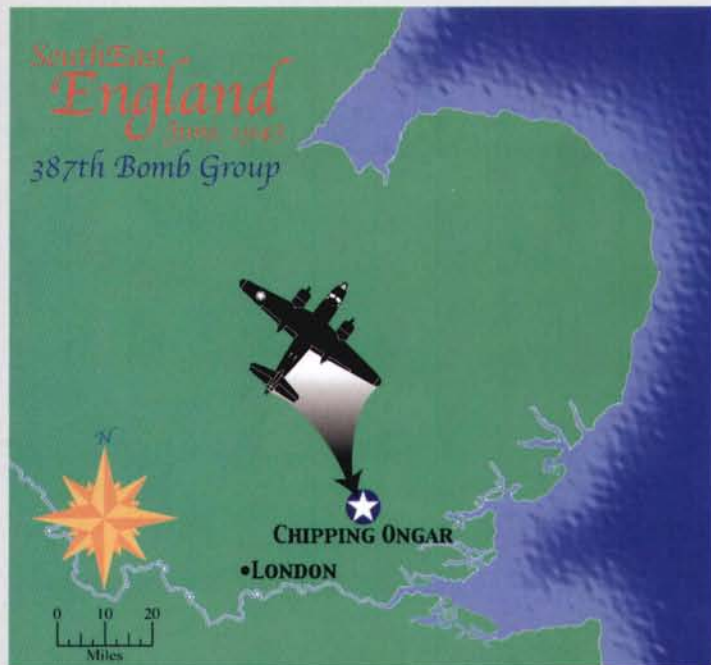 SouthEast
England
June, 1943
387th Bomb Group
N
CHIPPING ONGAR
•LONDON
0 10 20
Miles